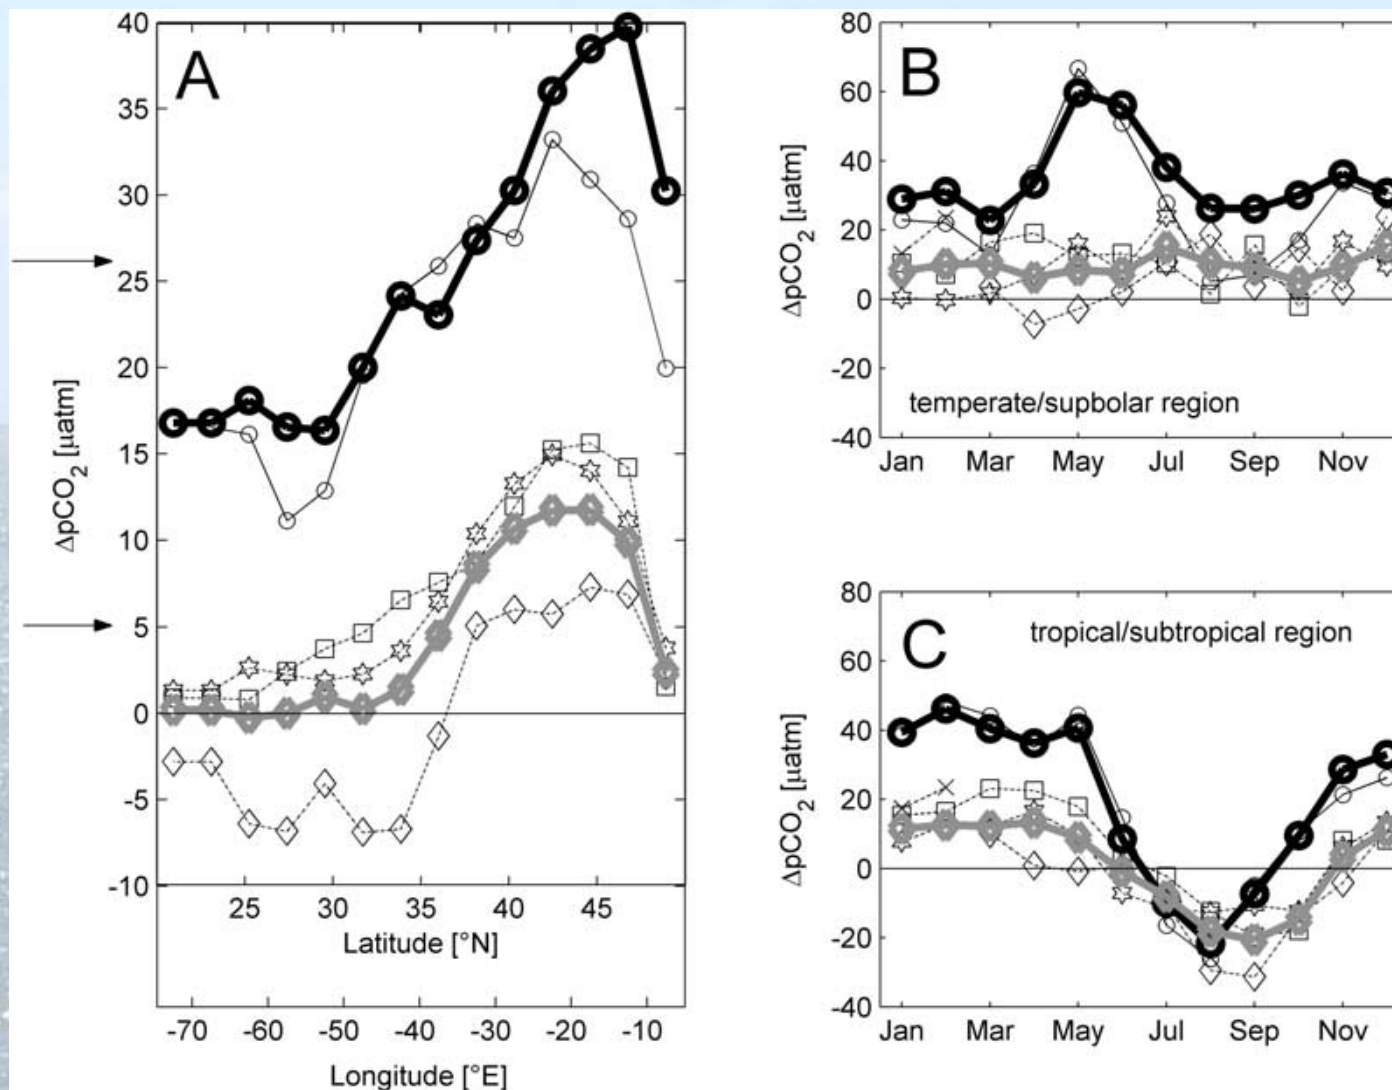 A
40
35
30
25
20
15
10
5
0
-5
-10
ΔpCO₂ [µatm]
25 30 35 40 45
Latitude [°N]
-70 -60 -50 -40 -30 -20 -10
Longitude [°E]
B
80
60
40
20
0
-20
-40
ΔpCO₂ [µatm]
temperate/supbolar region
Jan Mar May Jul Sep Nov
C
tropical/subtropical region
80
60
40
20
0
-20
-40
ΔpCO₂ [µatm]
Jan Mar May Jul Sep Nov